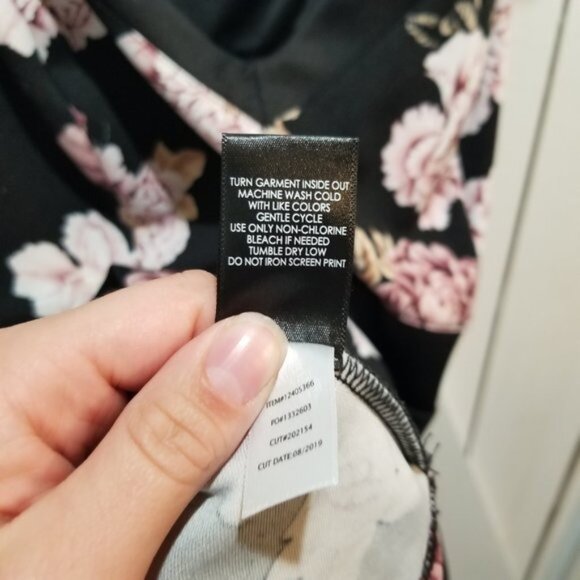 TURN GARMENT INSIDE OUT
MACHINE WASH COLD
WITH LIKE COLORS
GENTLE CYCLE
USE ONLY NON-CHLORINE
BLEACH IF NEEDED
TUMBLE DRY LOW
DO NOT IRON SCREEN PRINT
ITEM#12405366
PO#1332603
CUT#202154
CUT DATE:08/2019